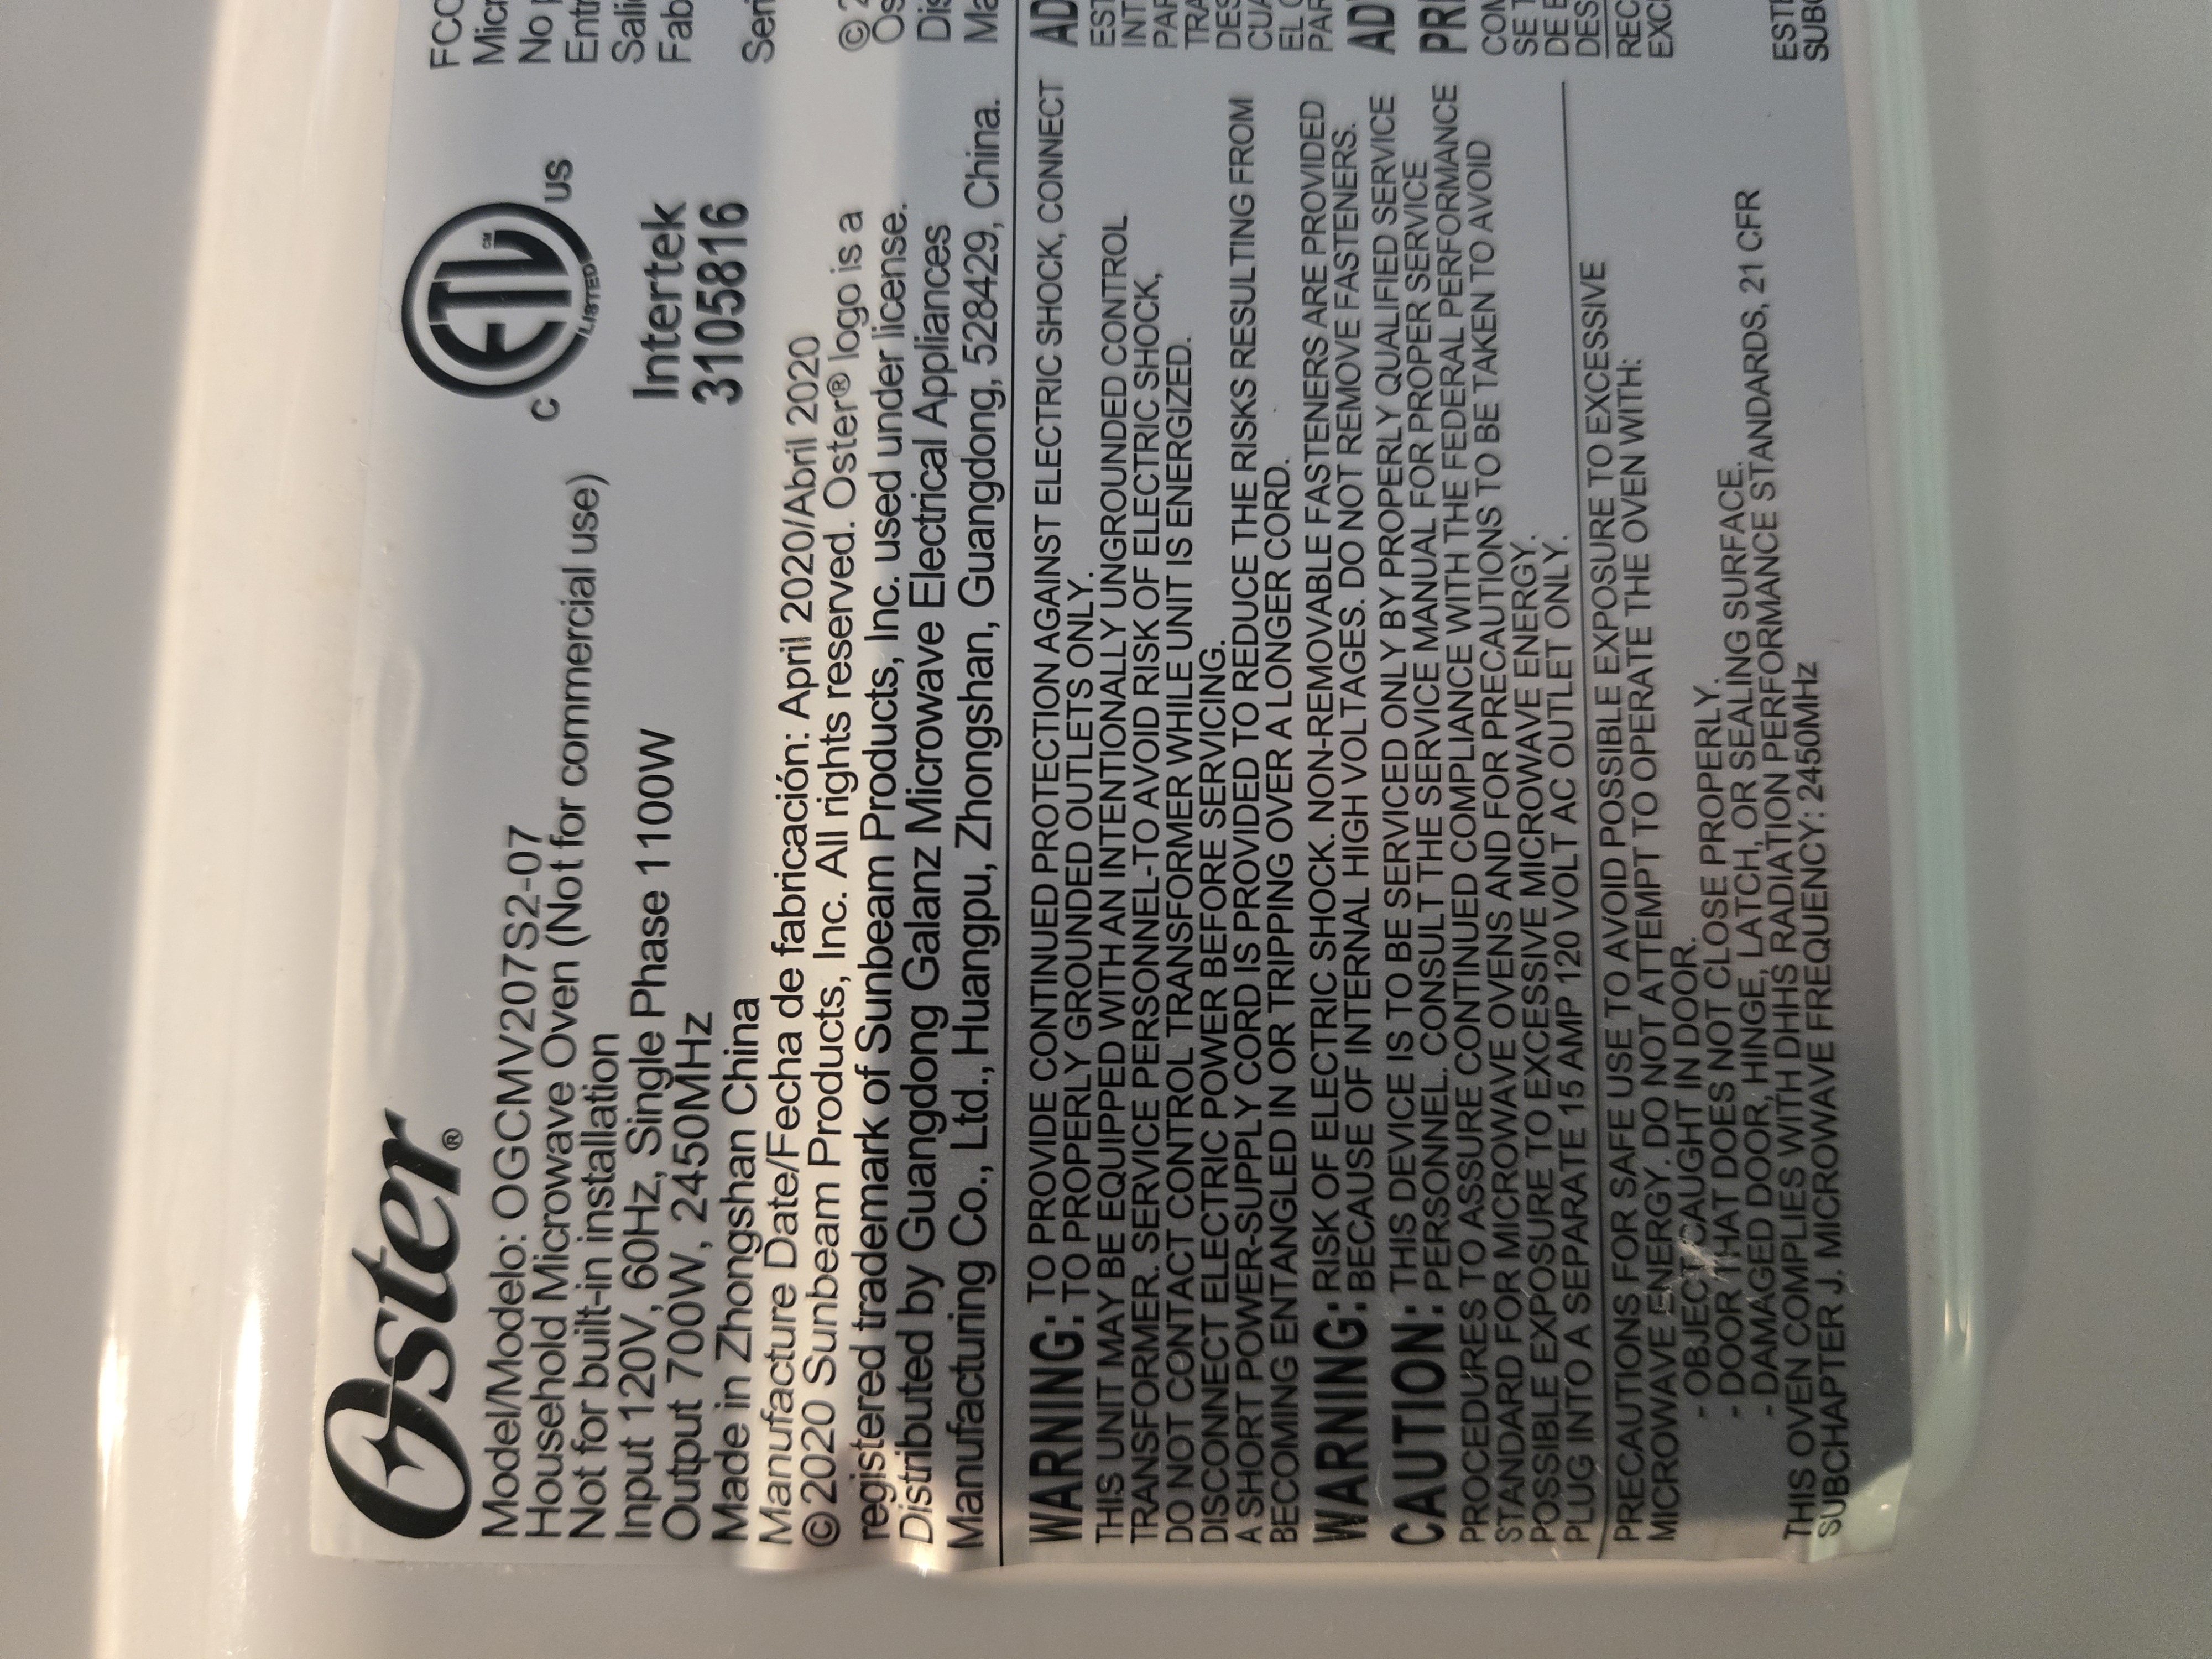 Oster®
Model/Modelo: OGCMV207S2-07
Household Microwave Oven (Not for commercial use)
Not for built-in installation
Input 120V, 60Hz, Single Phase 1100W
Output 700W, 2450MHz
Made in Zhongshan China
C ETL CM LISTED US
Intertek
3105816
Manufacture Date/Fecha de fabricación: April 2020/Abril 2020
© 2020 Sunbeam Products, Inc. All rights reserved. Oster® logo is a
registered trademark of Sunbeam Products, Inc. used under license.
Distributed by Guangdong Galanz Microwave Electrical Appliances
Manufacturing Co., Ltd., Huangpu, Zhongshan, Guangdong, 528429, China.
WARNING: TO PROVIDE CONTINUED PROTECTION AGAINST ELECTRIC SHOCK, CONNECT
TO PROPERLY GROUNDED OUTLETS ONLY.
THIS UNIT MAY BE EQUIPPED WITH AN INTENTIONALLY UNGROUNDED CONTROL
TRANSFORMER. SERVICE PERSONNEL-TO AVOID RISK OF ELECTRIC SHOCK,
DO NOT CONTACT CONTROL TRANSFORMER WHILE UNIT IS ENERGIZED.
DISCONNECT ELECTRIC POWER BEFORE SERVICING.
A SHORT POWER-SUPPLY CORD IS PROVIDED TO REDUCE THE RISKS RESULTING FROM
BECOMING ENTANGLED IN OR TRIPPING OVER A LONGER CORD.
WARNING: RISK OF ELECTRIC SHOCK. NON-REMOVABLE FASTENERS ARE PROVIDED
BECAUSE OF INTERNAL HIGH VOLTAGES. DO NOT REMOVE FASTENERS.
CAUTION: THIS DEVICE IS TO BE SERVICED ONLY BY PROPERLY QUALIFIED SERVICE
PERSONNEL. CONSULT THE SERVICE MANUAL FOR PROPER SERVICE
PROCEDURES TO ASSURE CONTINUED COMPLIANCE WITH THE FEDERAL PERFORMANCE
STANDARD FOR MICROWAVE OVENS AND FOR PRECAUTIONS TO BE TAKEN TO AVOID
POSSIBLE EXPOSURE TO EXCESSIVE MICROWAVE ENERGY.
PLUG INTO A SEPARATE 15 AMP 120 VOLT AC OUTLET ONLY.
PRECAUTIONS FOR SAFE USE TO AVOID POSSIBLE EXPOSURE TO EXCESSIVE
MICROWAVE ENERGY. DO NOT ATTEMPT TO OPERATE THE OVEN WITH:
- OBJECT CAUGHT IN DOOR.
- DOOR THAT DOES NOT CLOSE PROPERLY.
- DAMAGED DOOR, HINGE, LATCH, OR SEALING SURFACE.
THIS OVEN COMPLIES WITH DHHS RADIATION PERFORMANCE STANDARDS, 21 CFR
SUBCHAPTER J. MICROWAVE FREQUENCY: 2450MHz
FCC
No
©